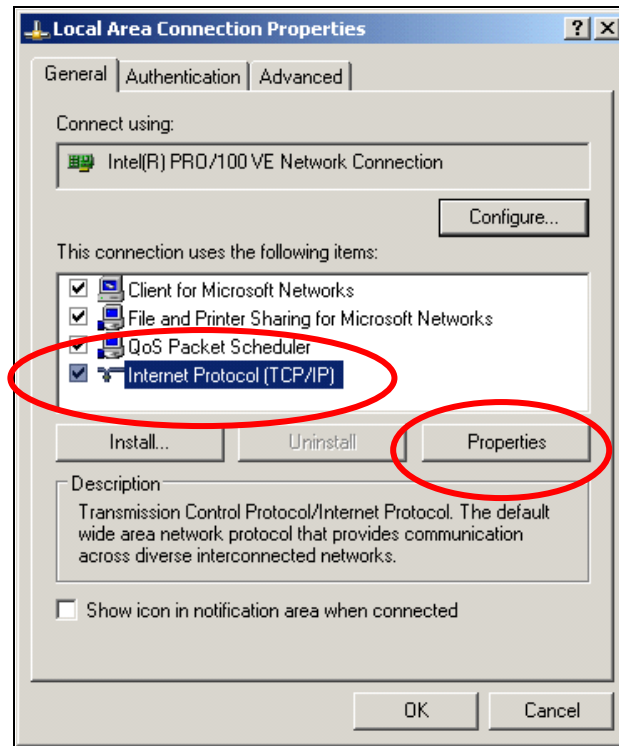 Local Area Connection Properties
General Authentication Advanced
Connect using:
Intel(R) PRO/100 VE Network Connection
Configure...
This connection uses the following items:
Client for Microsoft Networks
File and Printer Sharing for Microsoft Networks
QoS Packet Scheduler
Internet Protocol (TCP/IP)
Install... Uninstall Properties
Description
Transmission Control Protocol/Internet Protocol. The default
wide area network protocol that provides communication
across diverse interconnected networks.
Show icon in notification area when connected
OK Cancel